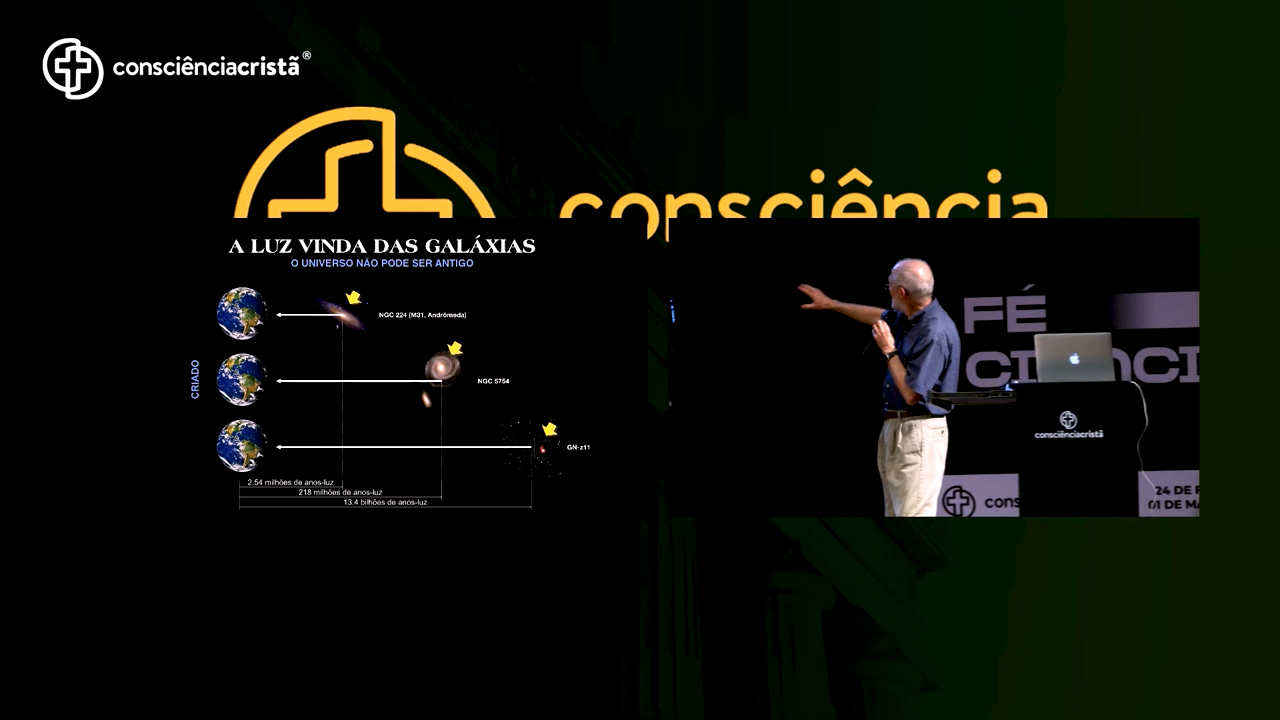 consciênciacristã®
consciência
A LUZ VINDA DAS GALÁXIAS
O UNIVERSO NÃO PODE SER ANTIGO
NGC 224 (M31, Andrômeda)
CRIADO
NGC 5754
GN-z11
2.54 milhões de anos-luz
218 milhões de anos-luz
13.4 bilhões de anos-luz
FÉ
consciênciacristã
cons
24 DE
01 DE